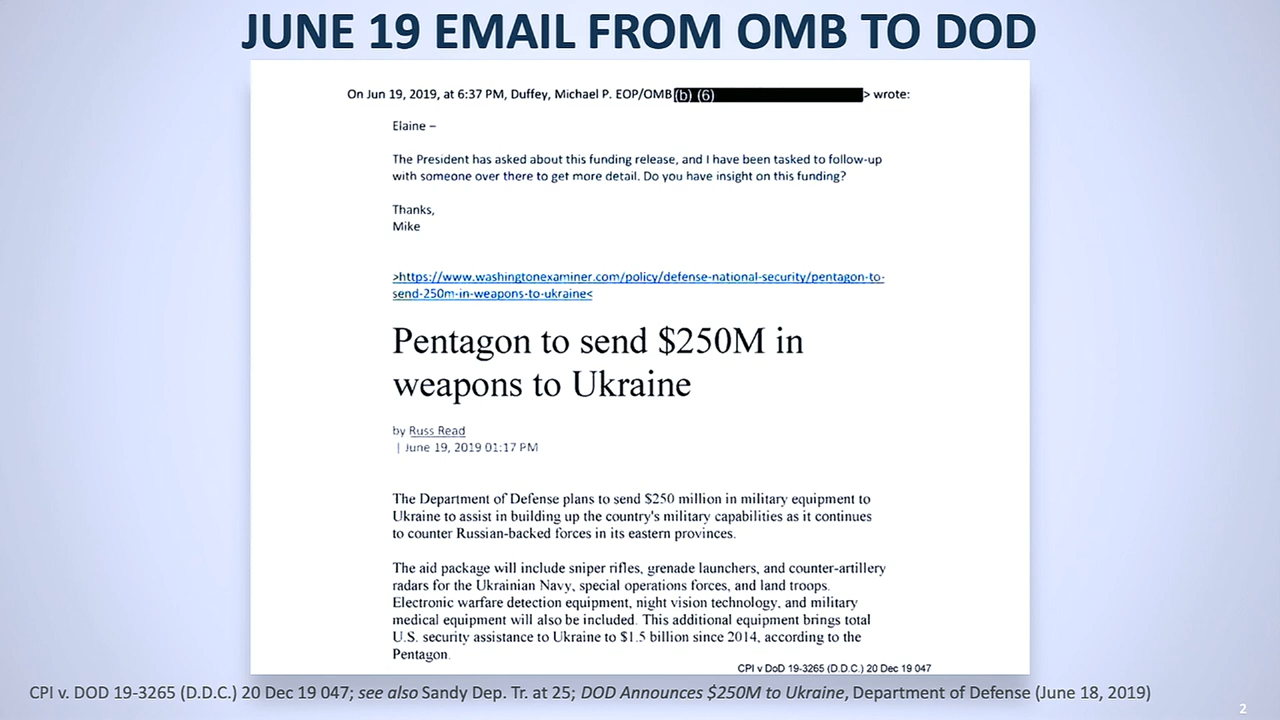 JUNE 19 EMAIL FROM OMB TO DOD
On Jun 19, 2019, at 6:37 PM, Duffey, Michael P. EOP/OMB (b) (6) > wrote:
Elaine –
The President has asked about this funding release, and I have been tasked to follow-up
with someone over there to get more detail. Do you have insight on this funding?
Thanks,
Mike
>https://www.washingtonexaminer.com/policy/defense-national-security/pentagon-to-
send-250m-in-weapons-to-ukraine<
Pentagon to send $250M in
weapons to Ukraine
by Russ Read
| June 19, 2019 01:17 PM
The Department of Defense plans to send $250 million in military equipment to
Ukraine to assist in building up the country's military capabilities as it continues
to counter Russian-backed forces in its eastern provinces.
The aid package will include sniper rifles, grenade launchers, and counter-artillery
radars for the Ukrainian Navy, special operations forces, and land troops.
Electronic warfare detection equipment, night vision technology, and military
medical equipment will also be included. This additional equipment brings total
U.S. security assistance to Ukraine to $1.5 billion since 2014, according to the
Pentagon.
CPI v DoD 19-3265 (D.D.C.) 20 Dec 19 047
CPI v. DOD 19-3265 (D.D.C.) 20 Dec 19 047; see also Sandy Dep. Tr. at 25; DOD Announces $250M to Ukraine, Department of Defense (June 18, 2019)
2